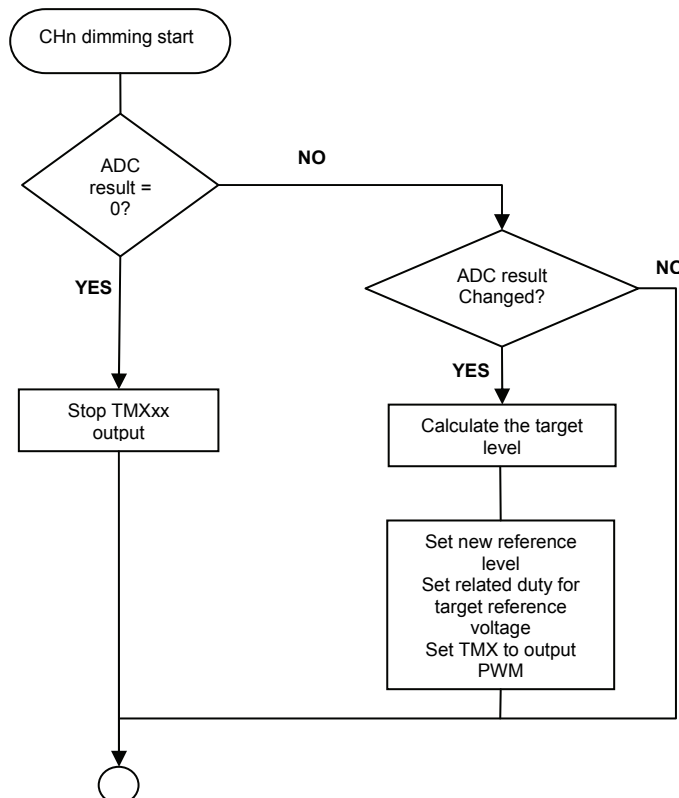 CHn dimming start
ADC
result =
0?
NO
YES
ADC result
Changed?
NO
YES
Stop TMXxx
output
Calculate the target
level
Set new reference
level
Set related duty for
target reference
voltage
Set TMX to output
PWM